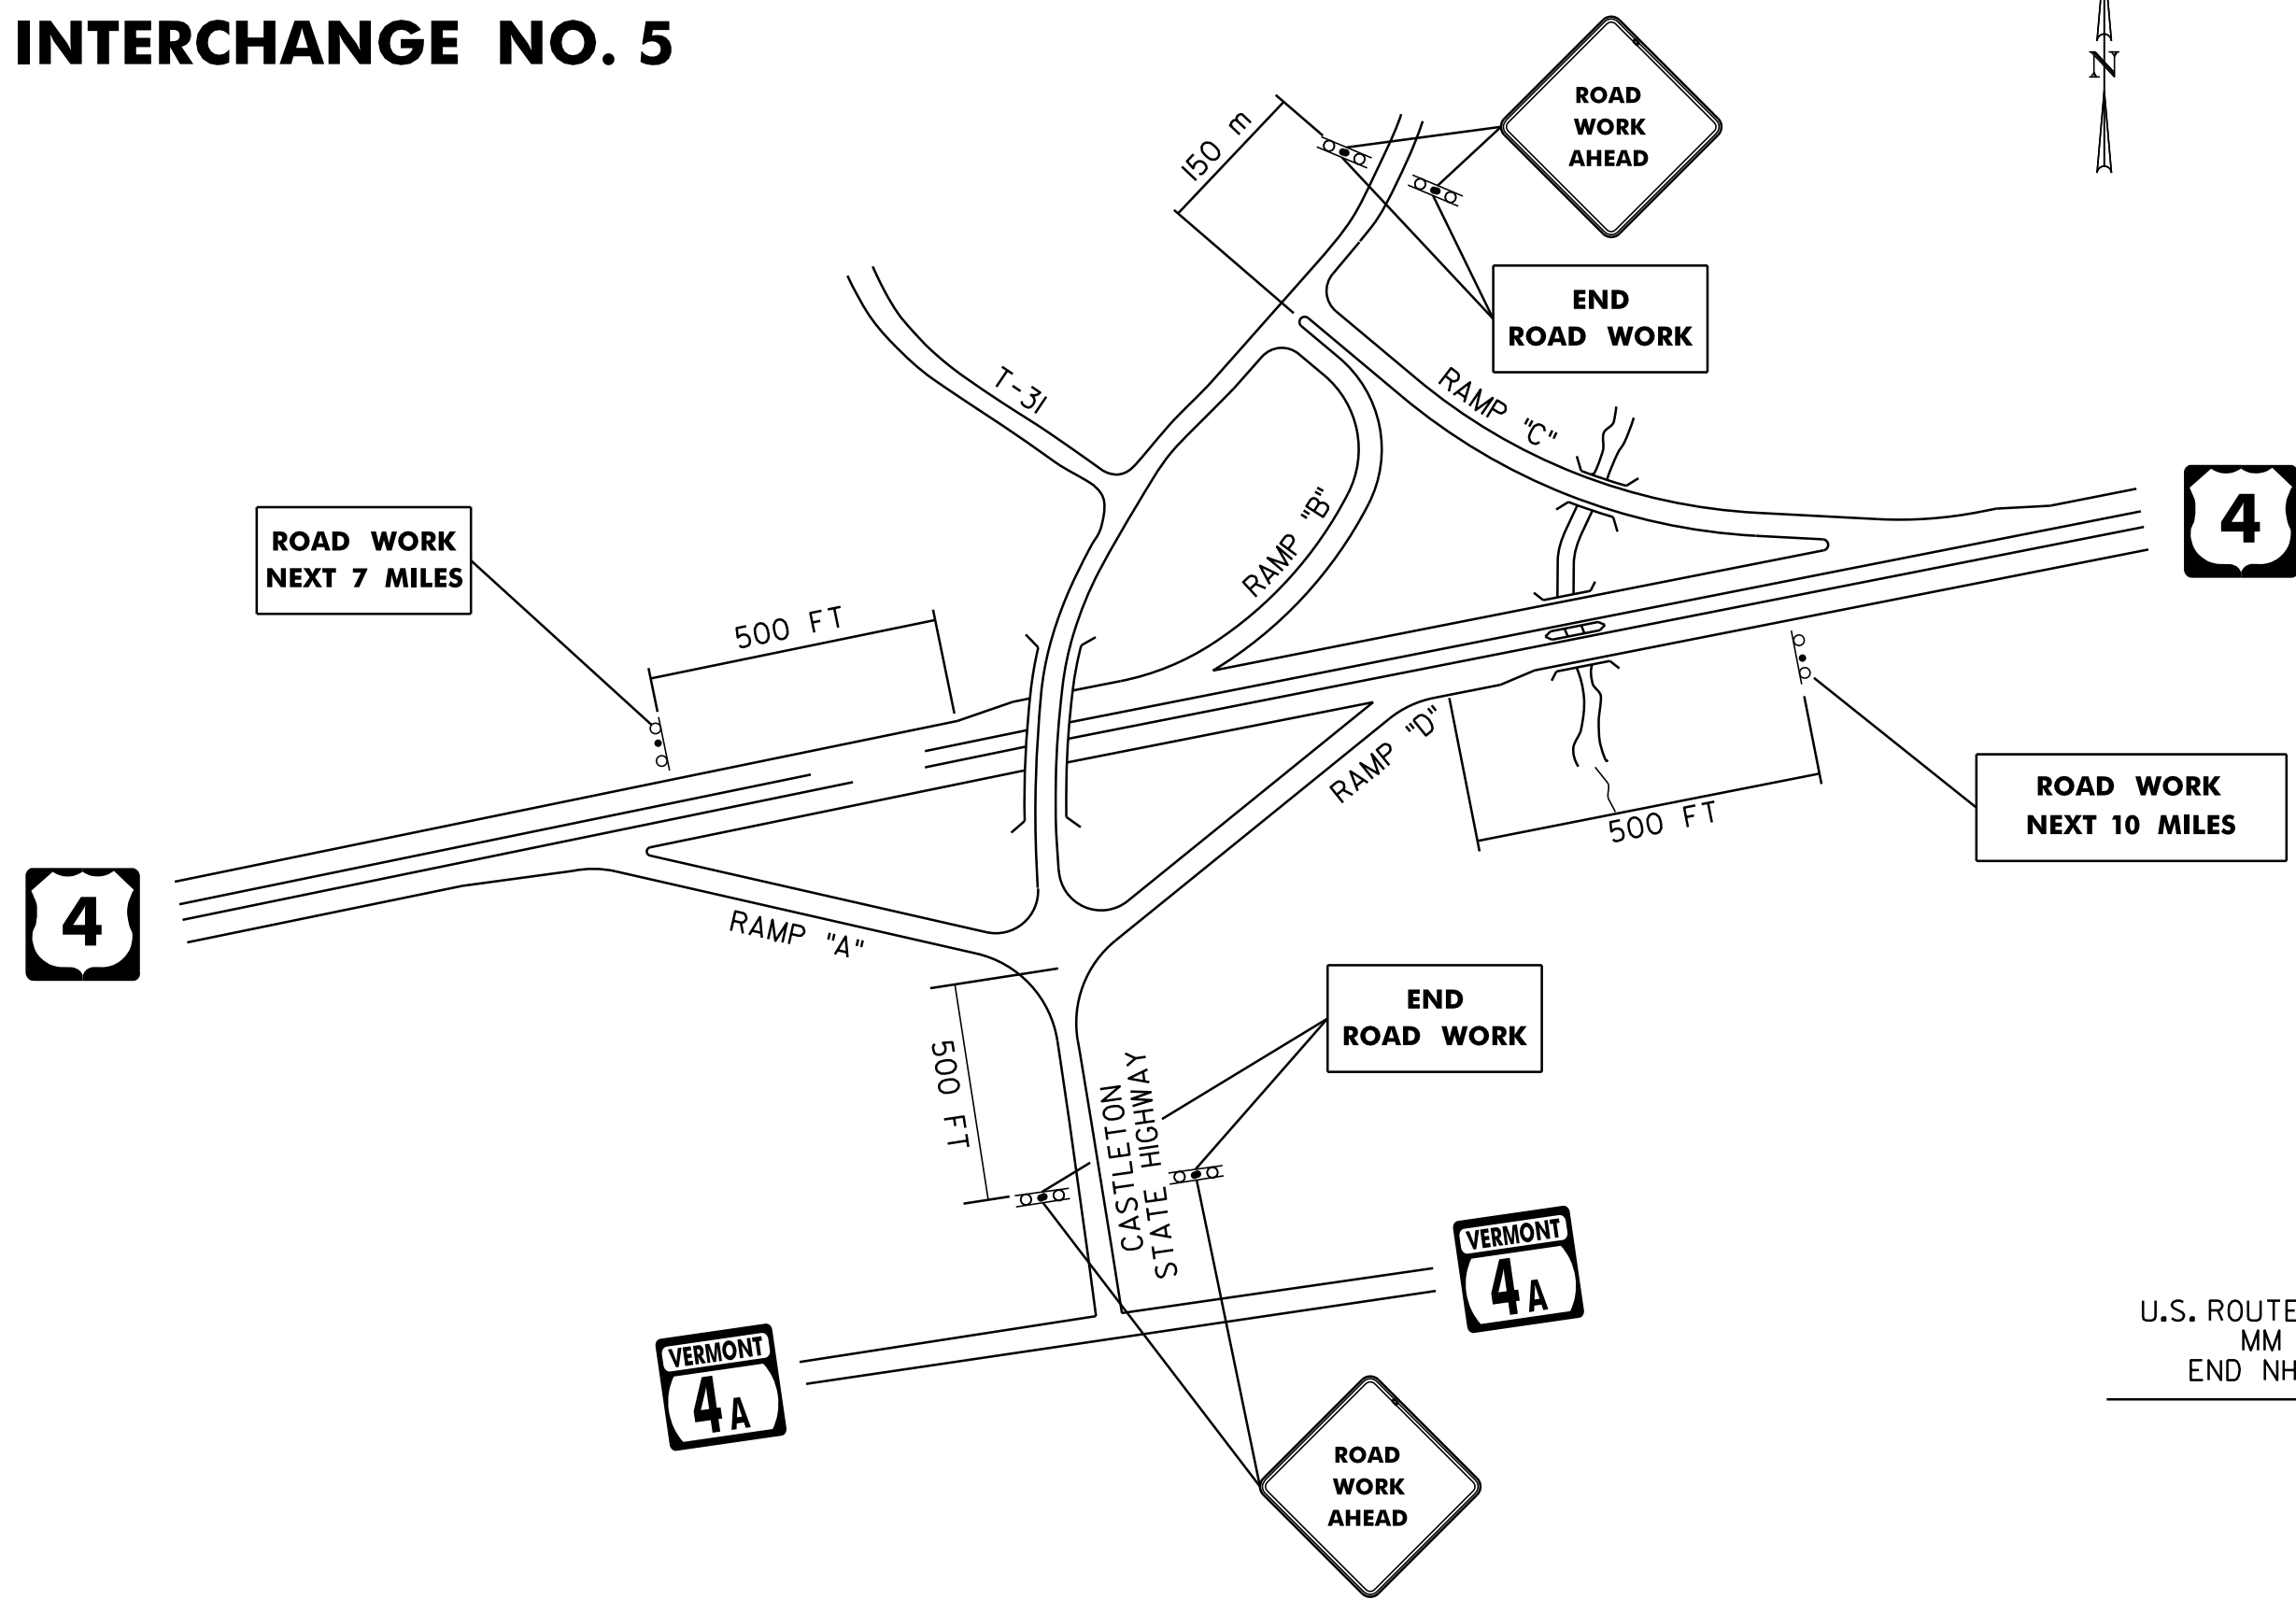 INTERCHANGE NO. 5
N
ROAD
WORK
AHEAD
150 m
END
ROAD WORK
T-31
RAMP "C"
RAMP "B"
4
ROAD WORK
NEXT 7 MILES
500 FT
RAMP "D"
ROAD WORK
NEXT 10 MILES
500 FT
4
RAMP "A"
END
ROAD WORK
500 FT
CASTLETON
STATE HIGHWAY
VERMONT
4A
VERMONT
4A
U.S. ROUTE
MM
END NH
ROAD
WORK
AHEAD